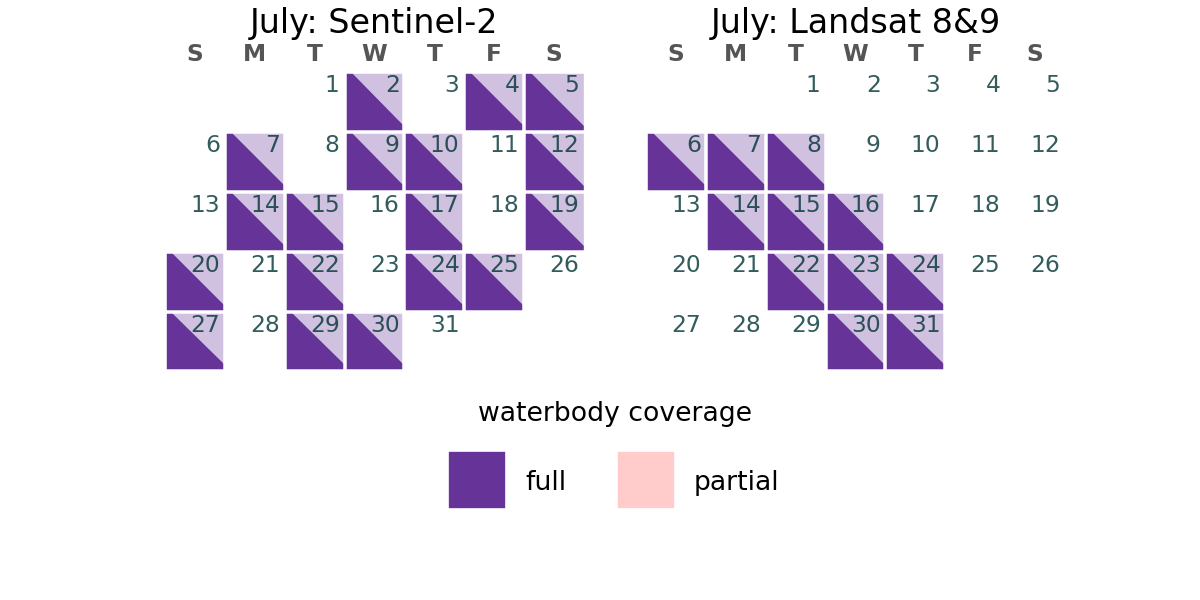 July: Sentinel-2
S M T W T F S
1 2 3 4 5
6 7 8 9 10 11 12
13 14 15 16 17 18 19
20 21 22 23 24 25 26
27 28 29 30 31
July: Landsat 8&9
S M T W T F S
1 2 3 4 5
6 7 8 9 10 11 12
13 14 15 16 17 18 19
20 21 22 23 24 25 26
27 28 29 30 31
waterbody coverage
full partial